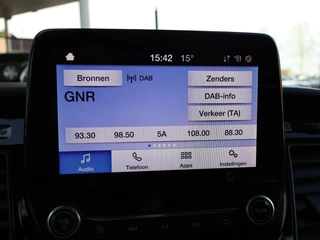 15:42 15°
Bronnen DAB Zenders
GNR DAB-info
Verkeer (TA)
93.30 98.50 5A 108.00 88.30
Audio Telefoon Apps Instellingen